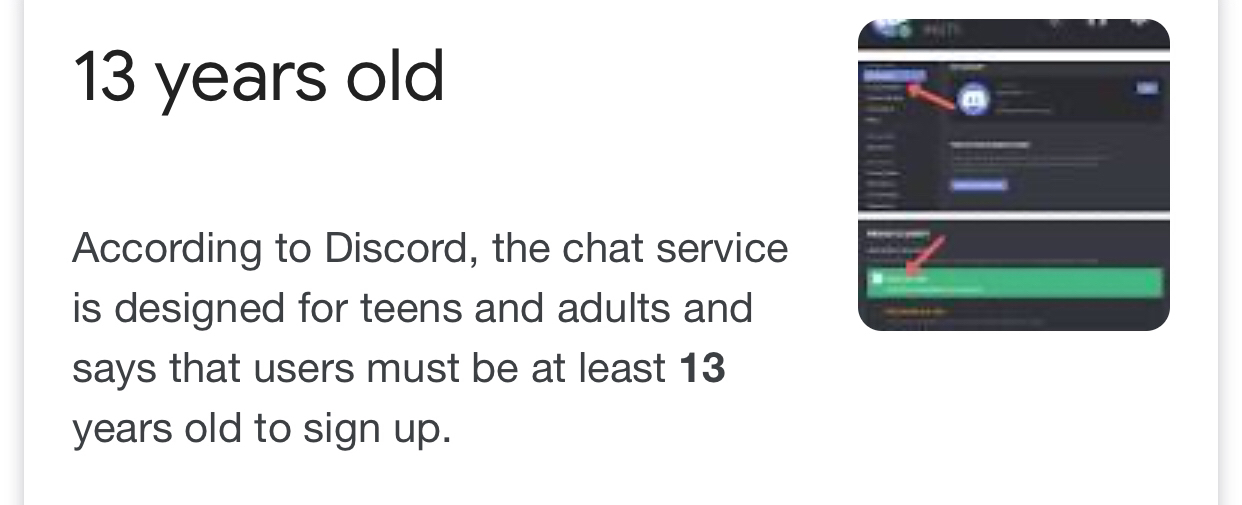 13 years old
According to Discord, the chat service
is designed for teens and adults and
says that users must be at least 13
years old to sign up.